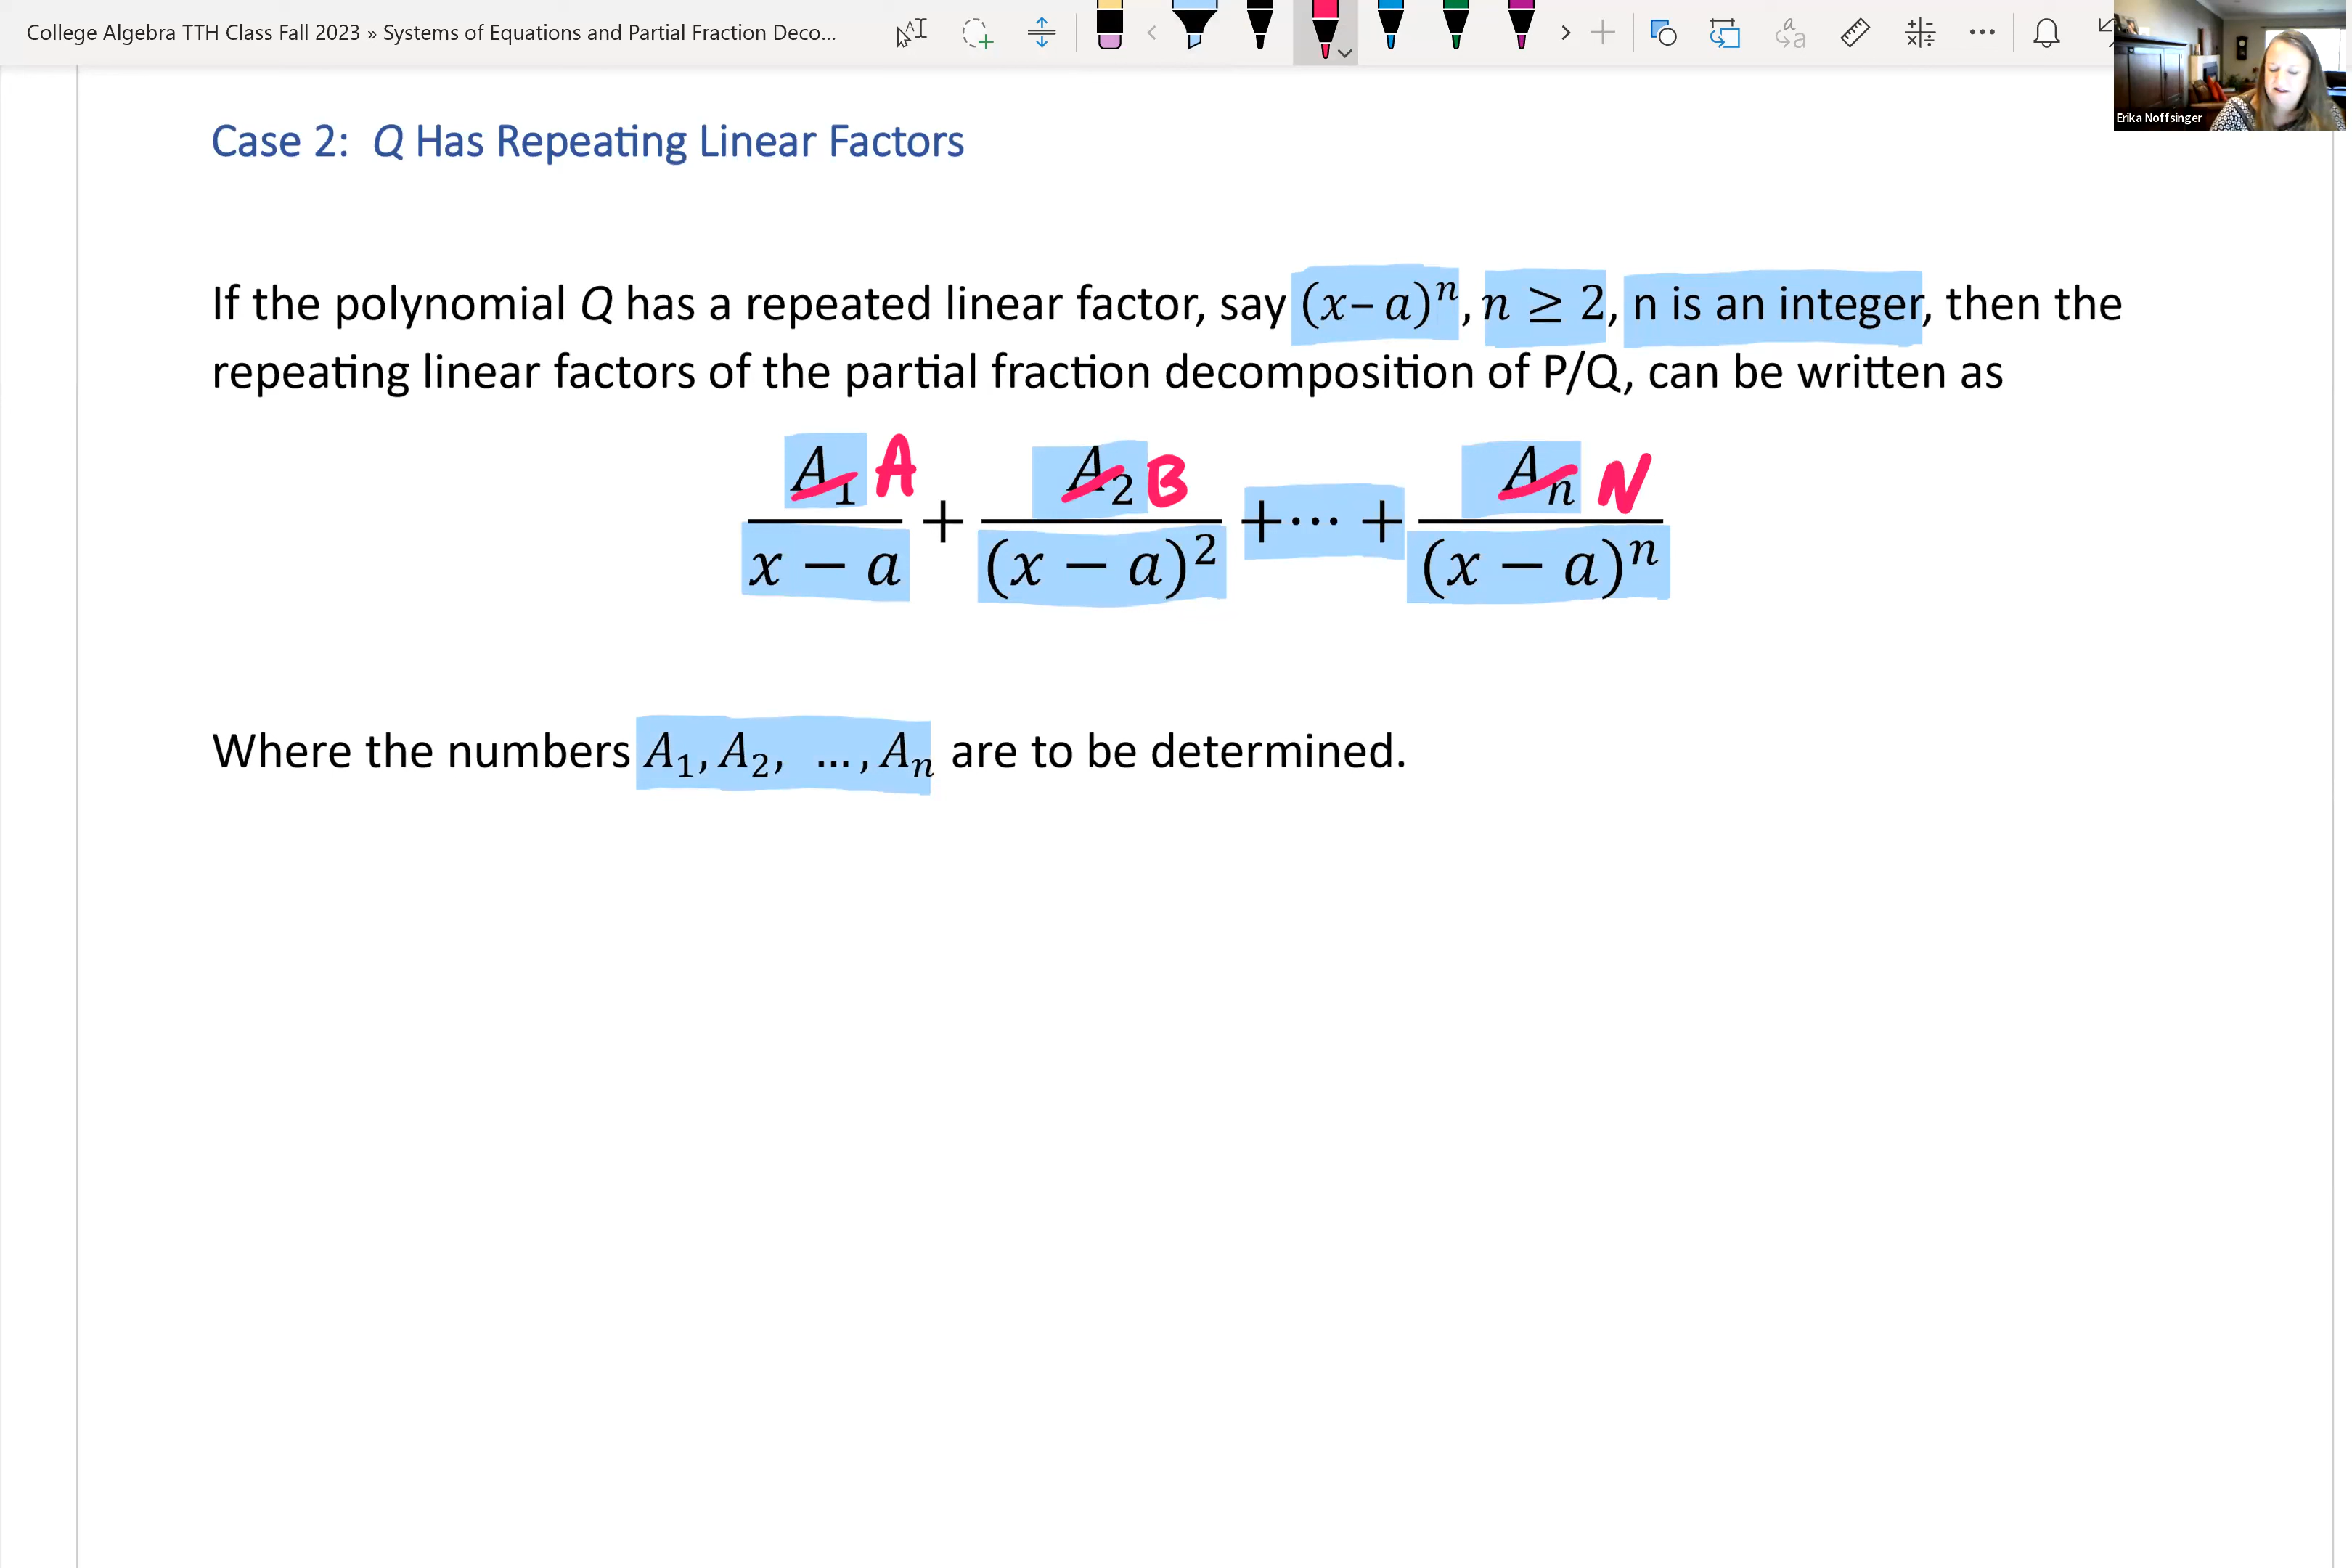 College Algebra TTH Class Fall 2023 » Systems of Equations and Partial Fraction Deco...
Erika Noffsinger
Case 2: Q Has Repeating Linear Factors
If the polynomial Q has a repeated linear factor, say (x– a)ⁿ, n ≥ 2, n is an integer, then the
repeating linear factors of the partial fraction decomposition of P/Q, can be written as
A₁ A A₂ B Aₙ N
+ +⋯ +
x − a (x − a)² (x − a)ⁿ
Where the numbers A₁, A₂, …, Aₙ are to be determined.